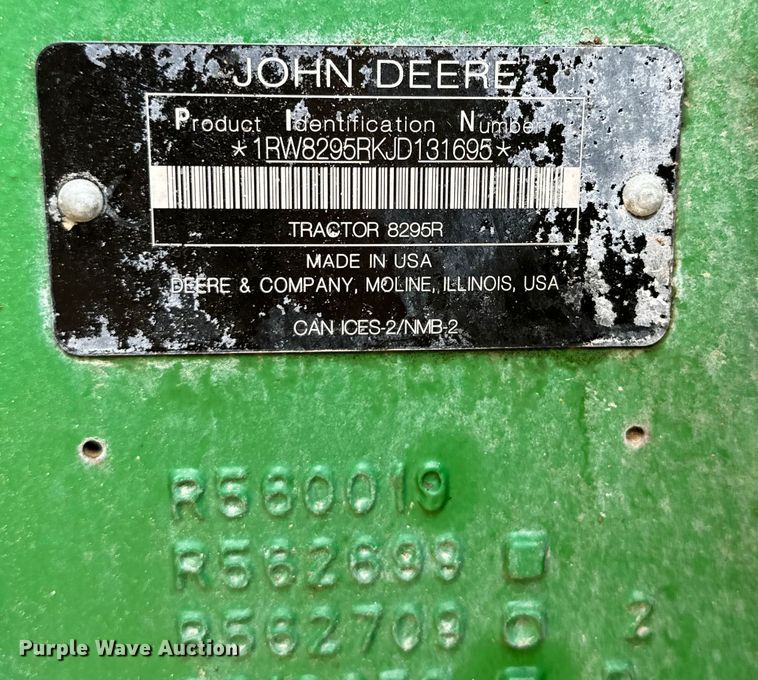 JOHN DEERE
Product Identification Number
*1RW8295RKJD131695*
TRACTOR 8295R
MADE IN USA
DEERE & COMPANY, MOLINE, ILLINOIS, USA
CAN ICES-2/NMB-2
R560019
R562699
R562709 2
Purple Wave Auction